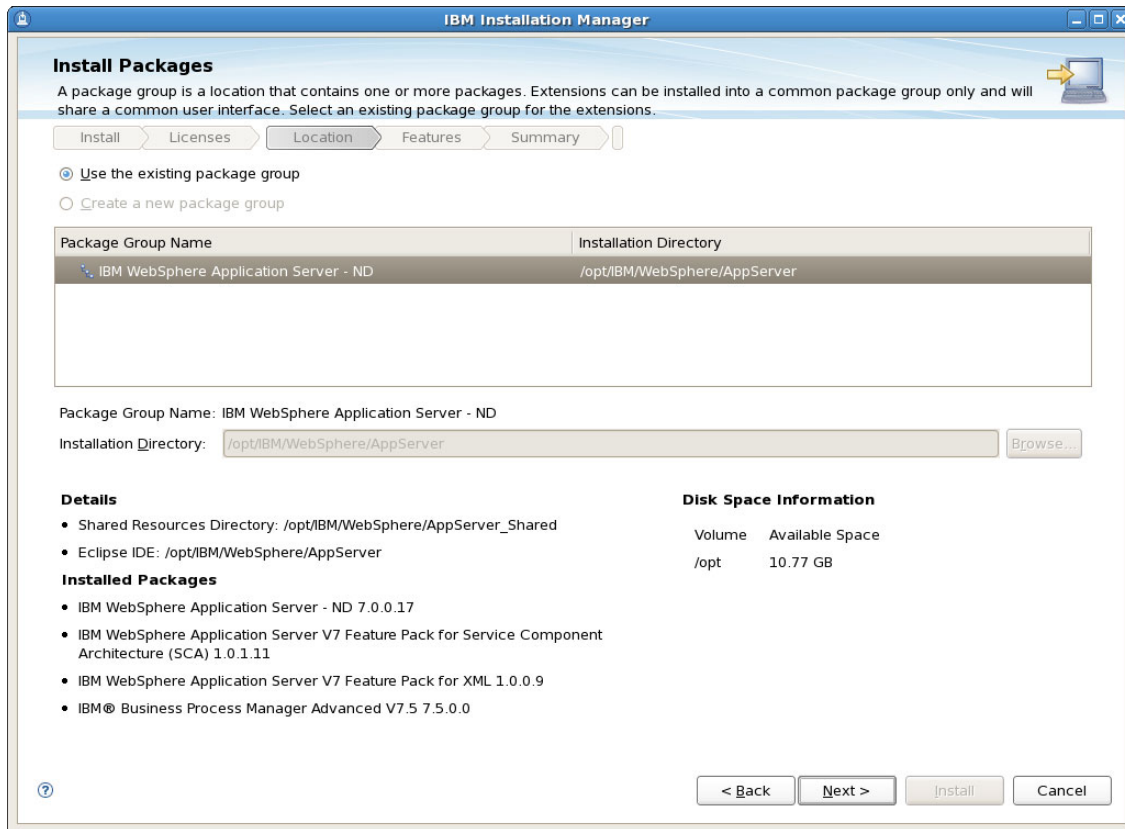 IBM Installation Manager
Install Packages
A package group is a location that contains one or more packages. Extensions can be installed into a common package group only and will
share a common user interface. Select an existing package group for the extensions.
Install Licenses Location Features Summary
Use the existing package group
Create a new package group
Package Group Name Installation Directory
IBM WebSphere Application Server - ND /opt/IBM/WebSphere/AppServer
Package Group Name: IBM WebSphere Application Server - ND
Installation Directory: /opt/IBM/WebSphere/AppServer Browse...
Details
• Shared Resources Directory: /opt/IBM/WebSphere/AppServer_Shared
• Eclipse IDE: /opt/IBM/WebSphere/AppServer
Installed Packages
• IBM WebSphere Application Server - ND 7.0.0.17
• IBM WebSphere Application Server V7 Feature Pack for Service Component
Architecture (SCA) 1.0.1.11
• IBM WebSphere Application Server V7 Feature Pack for XML 1.0.0.9
• IBM® Business Process Manager Advanced V7.5 7.5.0.0
Disk Space Information
Volume Available Space
/opt 10.77 GB
? < Back Next > Install Cancel